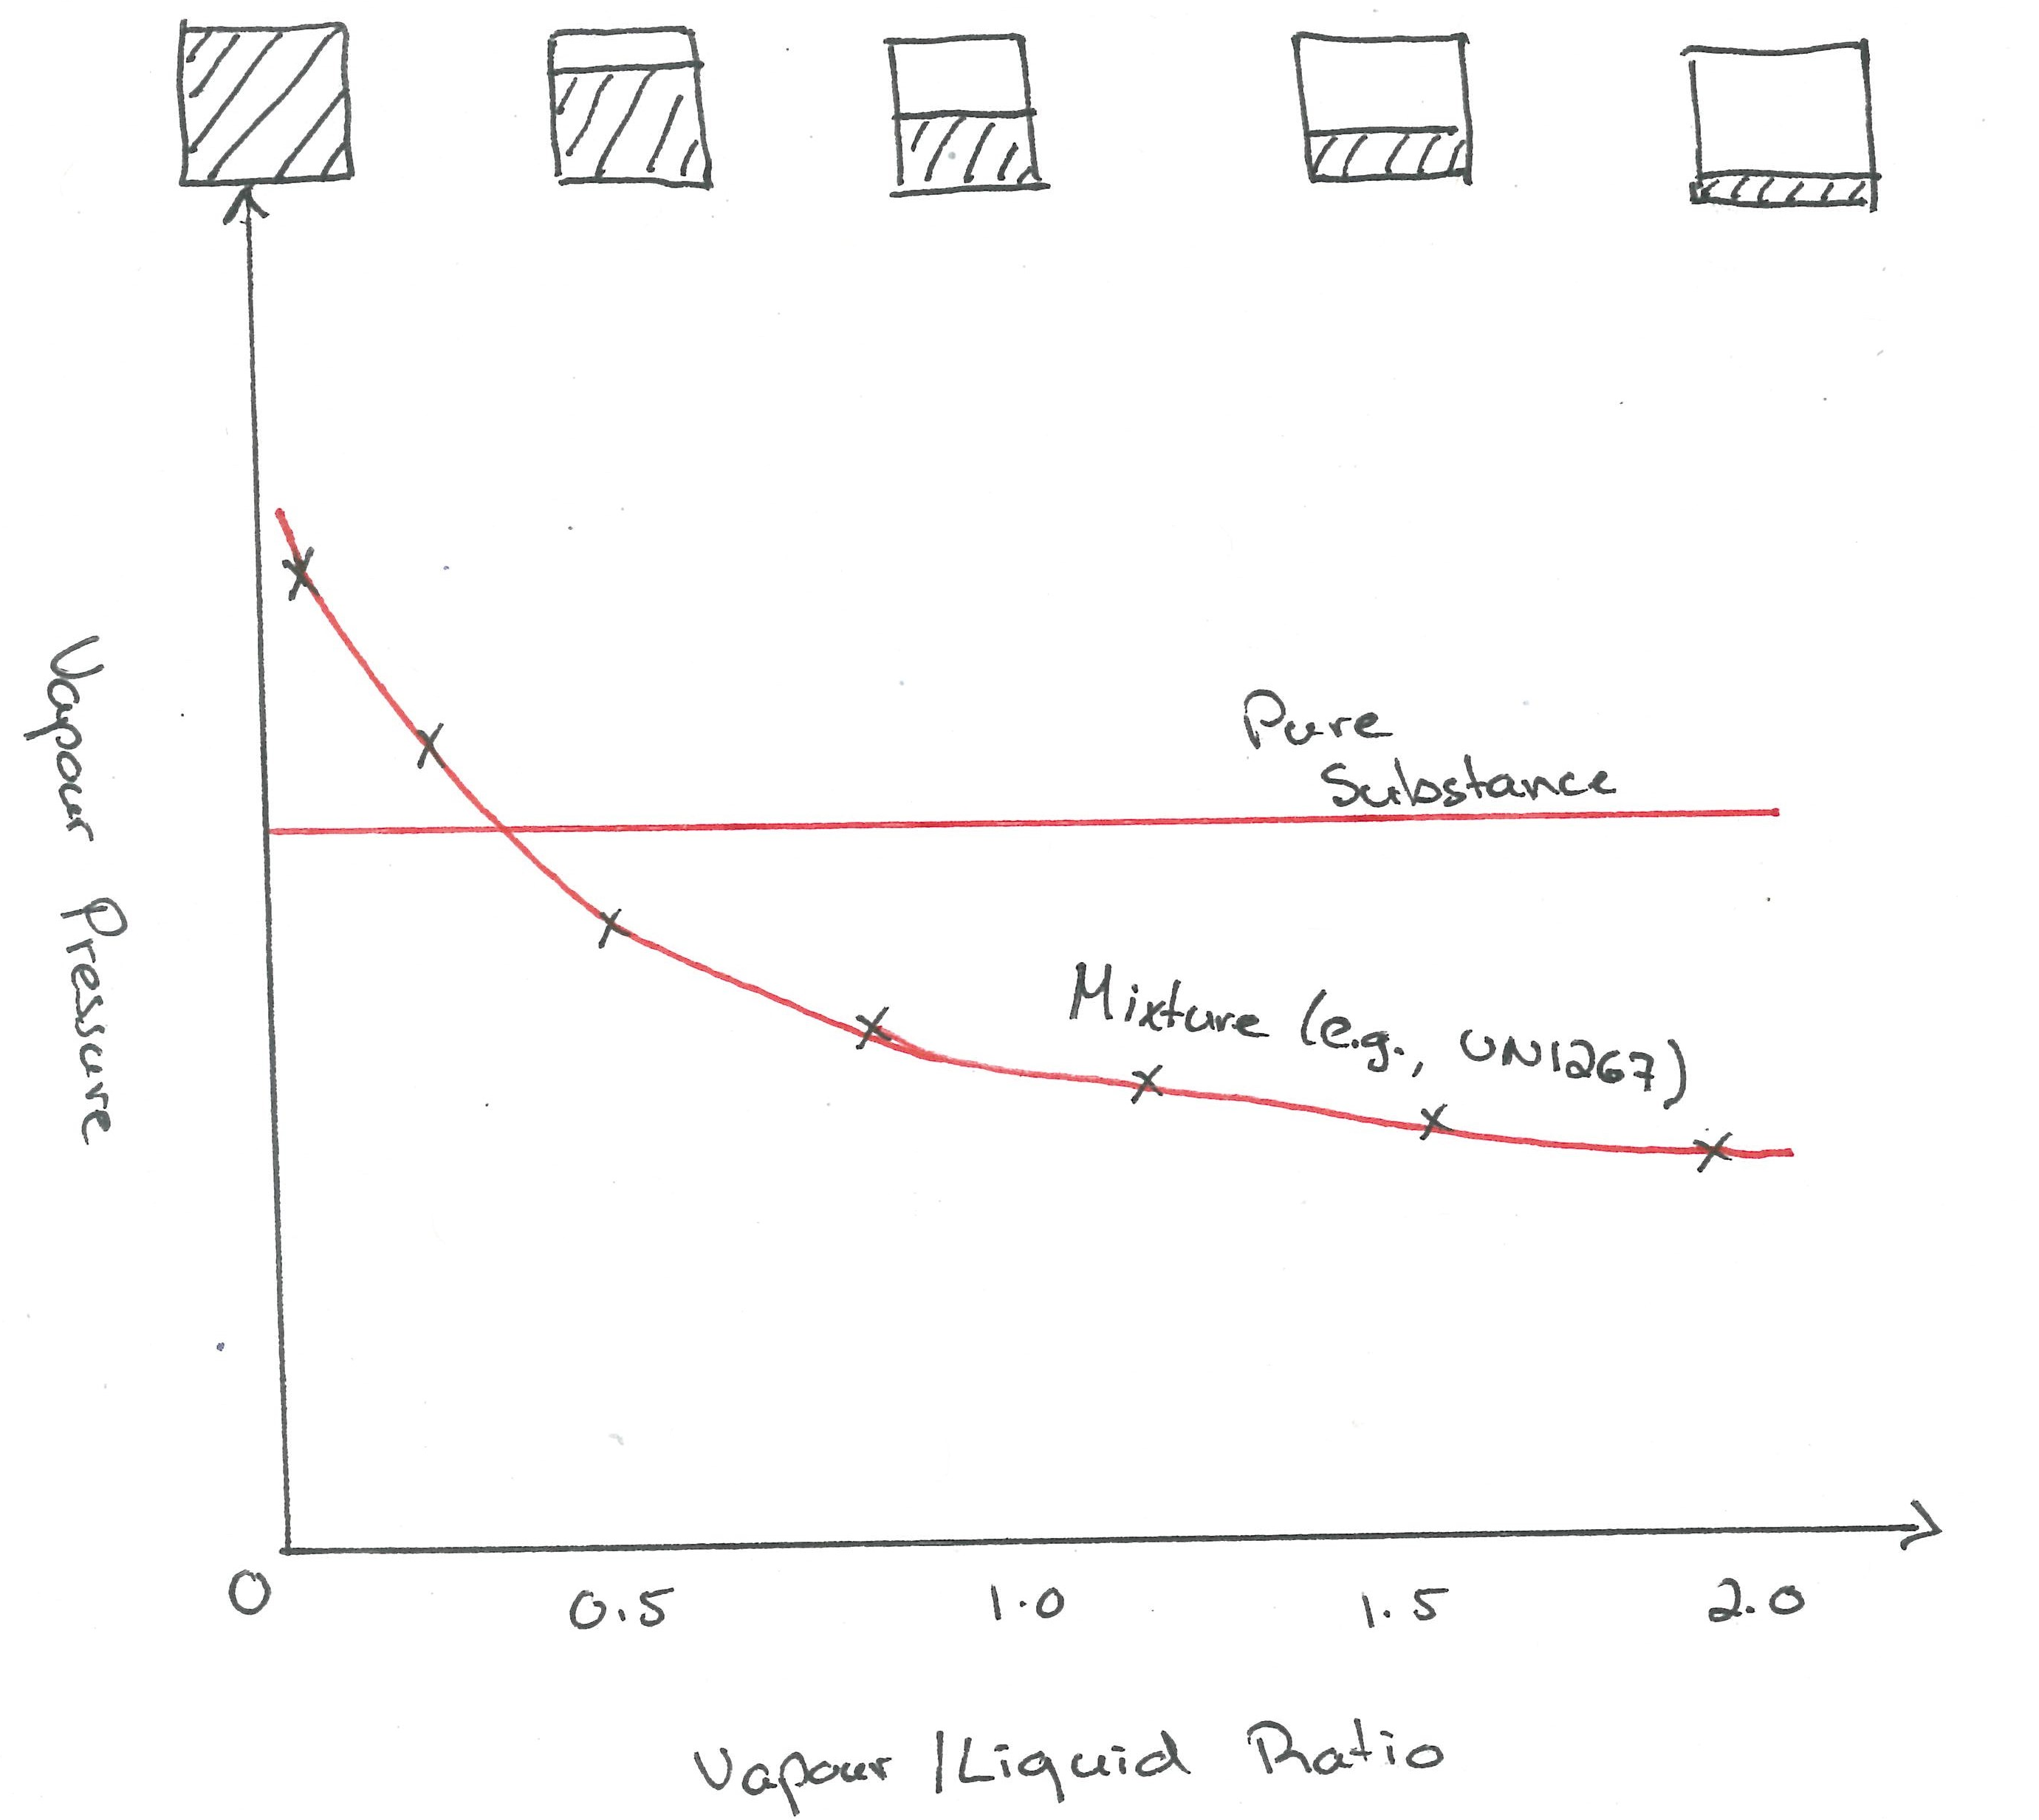 Vapour Pressure
Pure
Substance
Mixture (e.g., UN1267)
0 0.5 1.0 1.5 2.0
Vapour/Liquid Ratio